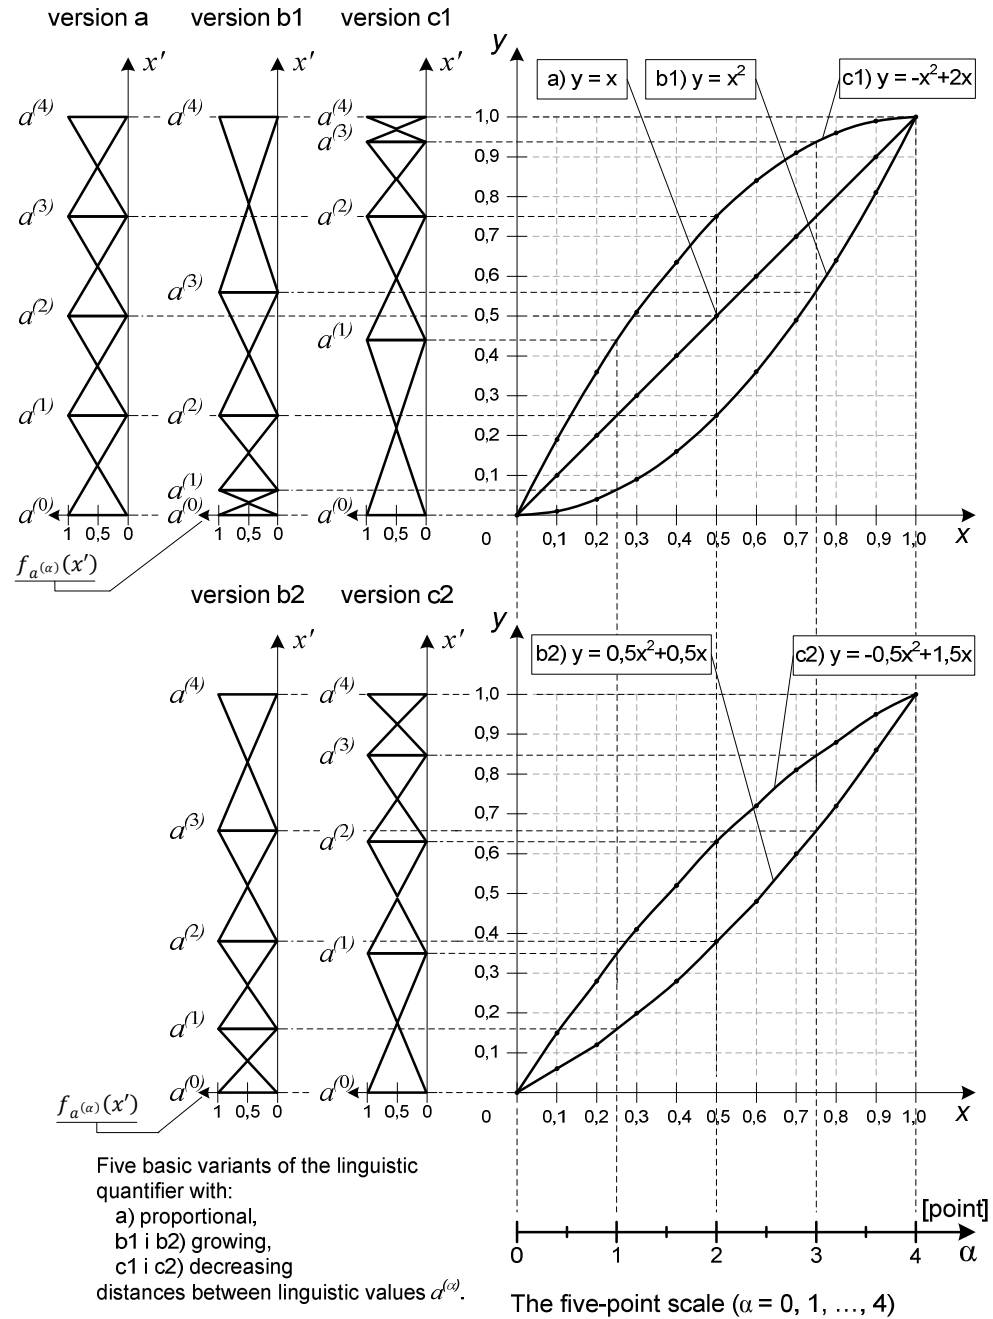 version a version b1 version c1
x′ x′ x′ y
a) y = x b1) y = x² c1) y = -x²+2x
a⁽⁴⁾ a⁽⁴⁾ a⁽⁴⁾ 1,0
a⁽³⁾
0,9
0,8
a⁽³⁾ a⁽²⁾
0,7
a⁽³⁾ 0,6
a⁽²⁾ 0,5
a⁽¹⁾ 0,4
0,3
a⁽¹⁾ a⁽²⁾
0,2
a⁽¹⁾ 0,1
a⁽⁰⁾ a⁽⁰⁾ a⁽⁰⁾
1 0,5 0 1 0,5 0 1 0,5 0 0 0,1 0,2 0,3 0,4 0,5 0,6 0,7 0,8 0,9 1,0 x
f_a⁽ᵅ⁾(x′)
version b2 version c2
x′ x′ y
b2) y = 0,5x²+0,5x c2) y = -0,5x²+1,5x
a⁽⁴⁾ a⁽⁴⁾ 1,0
0,9
a⁽³⁾
0,8
0,7
a⁽³⁾ a⁽²⁾
0,6
0,5
0,4
a⁽²⁾ a⁽¹⁾
0,3
0,2
a⁽¹⁾
0,1
a⁽⁰⁾ a⁽⁰⁾
1 0,5 0 1 0,5 0 0 0,1 0,2 0,3 0,4 0,5 0,6 0,7 0,8 0,9 1,0 x
f_a⁽ᵅ⁾(x′)
Five basic variants of the linguistic
quantifier with:
a) proportional,
b1 i b2) growing,
c1 i c2) decreasing
distances between linguistic values a⁽ᵅ⁾.
[point]
0 1 2 3 4 α
The five-point scale (α = 0, 1, …, 4)